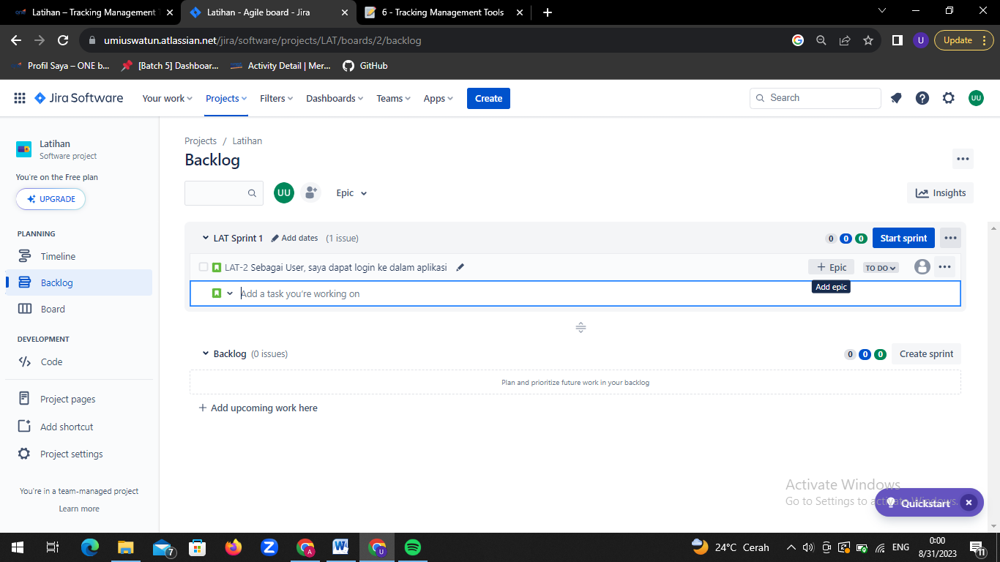 Latihan – Tracking Management T
Latihan - Agile board - Jira
6 - Tracking Management Tools
umiuswatun.atlassian.net/jira/software/projects/LAT/boards/2/backlog
U
Update
Profil Saya – ONE b...
[Batch 5] Dashboar...
Activity Detail | Mer...
GitHub
Jira Software
Your work
Projects
Filters
Dashboards
Teams
Apps
Create
Search
UU
Latihan
Software project
You're on the Free plan
UPGRADE
PLANNING
Timeline
Backlog
Board
DEVELOPMENT
Code
Project pages
Add shortcut
Project settings
You're in a team-managed project
Learn more
Projects / Latihan
Backlog
UU
Epic
Insights
LAT Sprint 1 Add dates (1 issue)
0 0 0 Start sprint
LAT-2 Sebagai User, saya dapat login ke dalam aplikasi
+ Epic TO DO
Add epic
Add a task you're working on
Backlog (0 issues)
0 0 0 Create sprint
Plan and prioritize future work in your backlog
+ Add upcoming work here
Activate Windows
Go to Settings to activate Windows.
Quickstart
7
A
U
24°C Cerah
ENG
0:00
8/31/2023
11